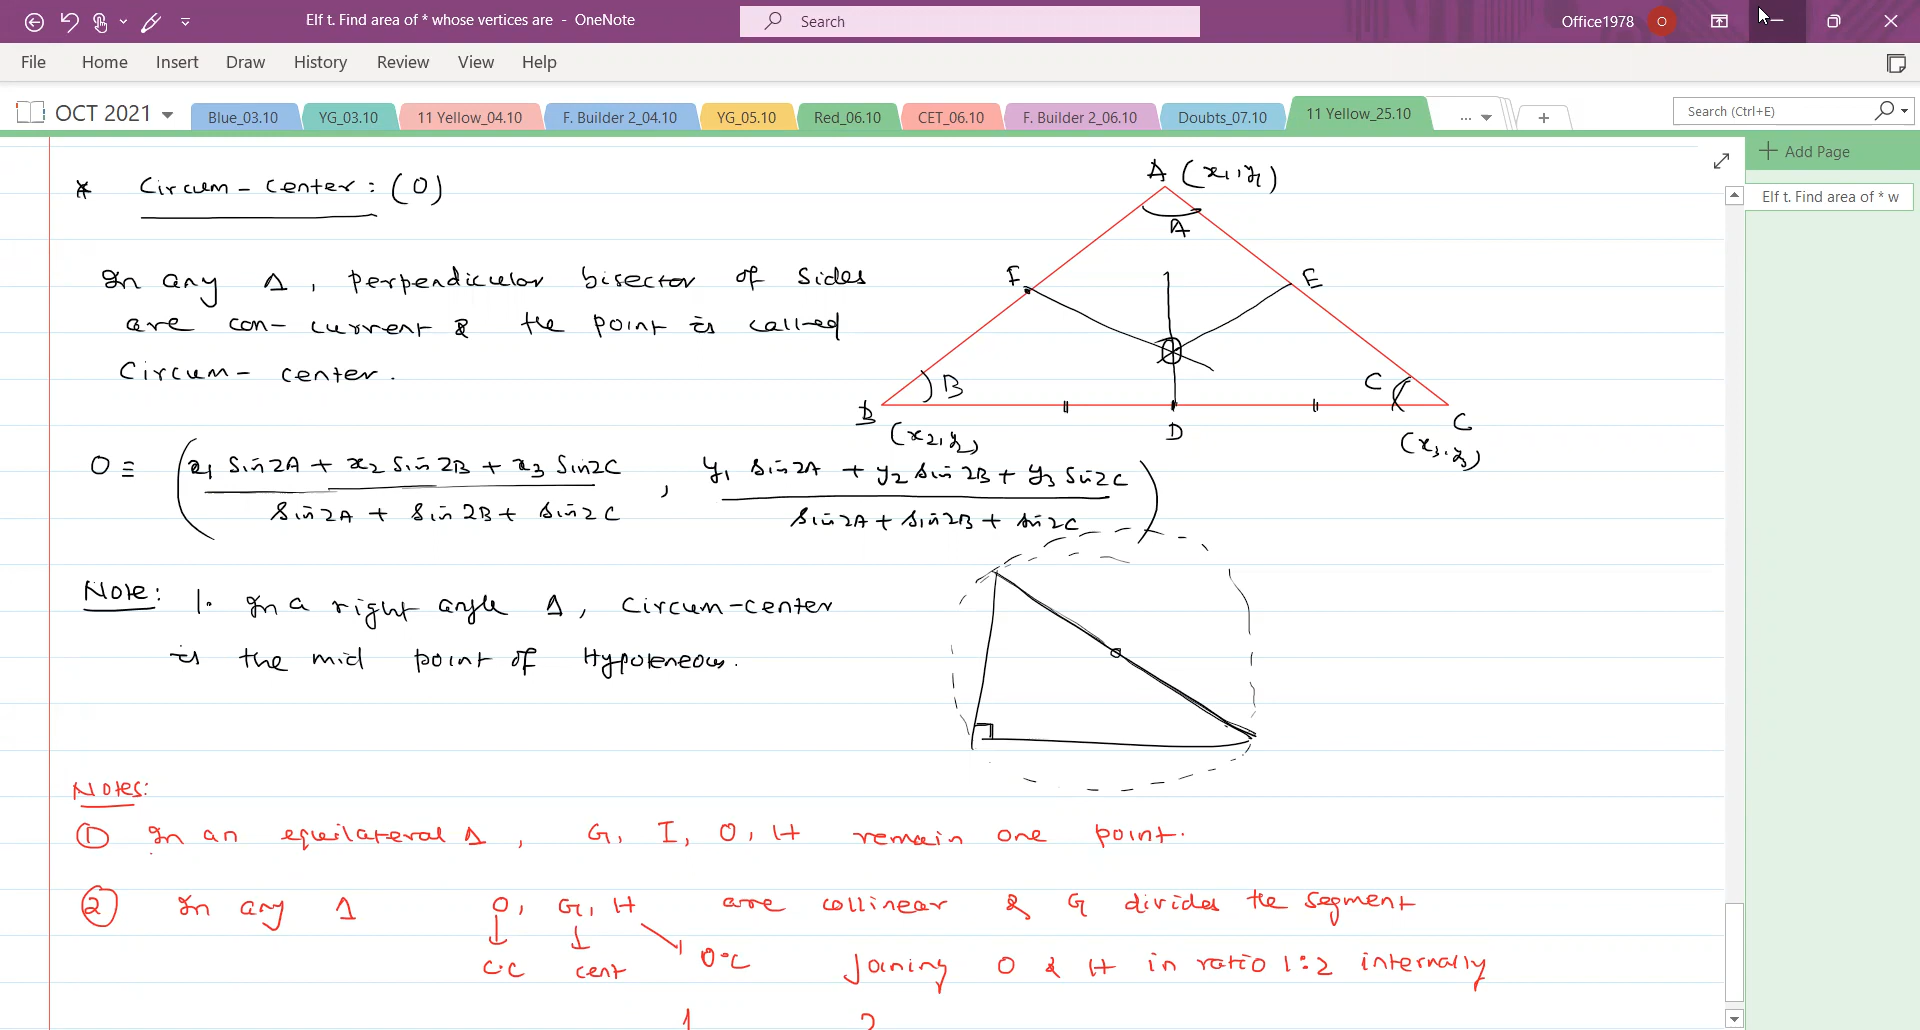 Elf t. Find area of * whose vertices are - OneNote
Search
Office1978 O
File Home Insert Draw History Review View Help
OCT 2021
Blue_03.10 YG_03.10 11 Yellow_04.10 F. Builder 2_04.10 YG_05.10 Red_06.10 CET_06.10 F. Builder 2_06.10 Doubts_07.10 11 Yellow_25.10 ... +
Search (Ctrl+E)
+ Add Page
Elf t. Find area of * w
* Circum-center: (O)
In any Δ, perpendicular bisector of sides
are con-current & the point is called
Circum-center.
A (x1, y1)
A
F
E
B
C
B
(x2, y2)
D
C
(x3, y3)
O ≡ (x1 Sin2A + x2 Sin2B + x3 Sin2C / Sin2A + Sin2B + Sin2C , y1 Sin2A + y2 Sin2B + y3 Sin2C / Sin2A + Sin2B + Sin2C)
Note: 1. In a right angle Δ, circum-center
is the mid point of Hypoteneous.
Notes:
① In an equilateral Δ, G, I, O, H remain one point.
② In any Δ O, G, H are collinear & G divides the segment
C.C cent O.C Joining O & H in ratio 1:2 internally
1 2